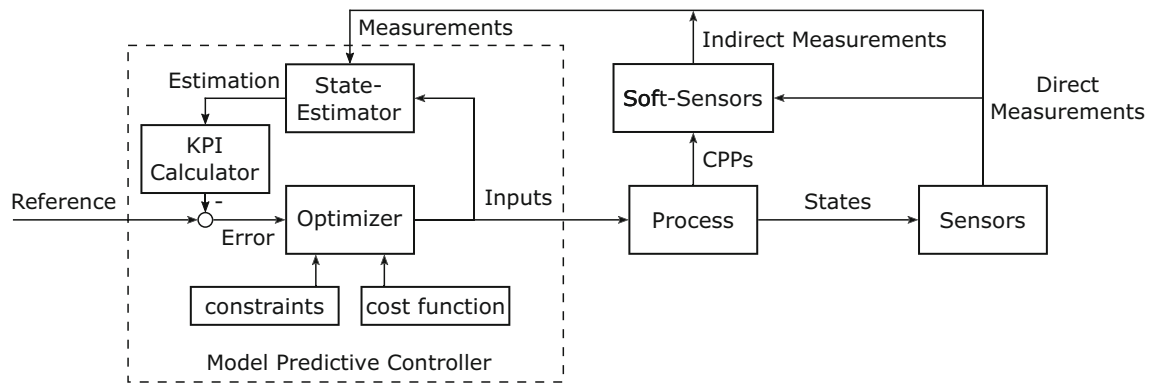 Measurements
Indirect Measurements
Estimation
State-
Estimator
Soft-Sensors
Direct
Measurements
KPI
Calculator
CPPs
Reference
-
Error
Optimizer
Inputs
Process
States
Sensors
constraints
cost function
Model Predictive Controller